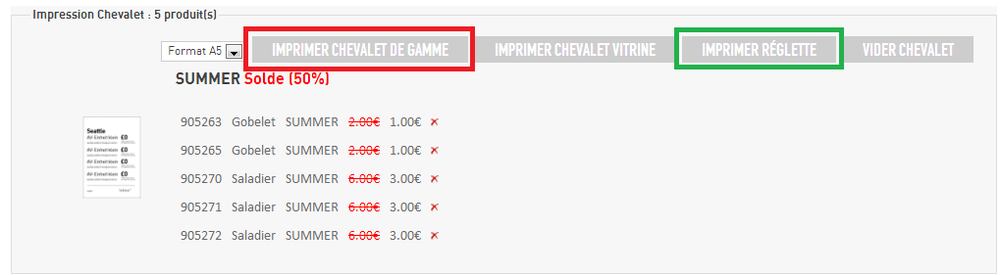 Impression Chevalet : 5 produit(s)
Format A5 IMPRIMER CHEVALET DE GAMME IMPRIMER CHEVALET VITRINE IMPRIMER RÉGLETTE VIDER CHEVALET
SUMMER Solde (50%)
905263 Gobelet SUMMER 2.00€ 1.00€
905265 Gobelet SUMMER 2.00€ 1.00€
905270 Saladier SUMMER 6.00€ 3.00€
905271 Saladier SUMMER 6.00€ 3.00€
905272 Saladier SUMMER 6.00€ 3.00€
Seattle